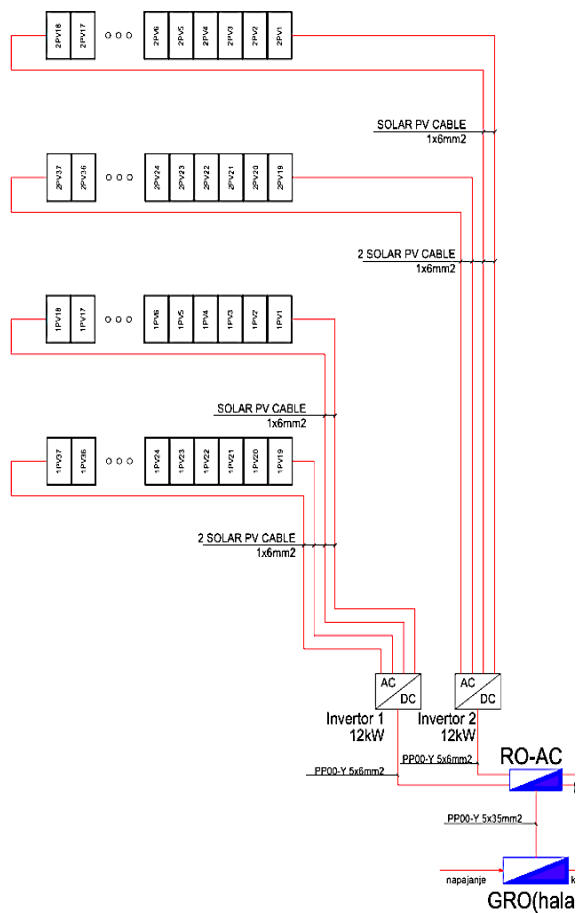 2PV18 2PV17 2PV6 2PV5 2PV4 2PV3 2PV2 2PV1
SOLAR PV CABLE
1x6mm2
2PV37 2PV36 2PV24 2PV23 2PV22 2PV21 2PV20 2PV19
2 SOLAR PV CABLE
1x6mm2
1PV18 1PV17 1PV6 1PV5 1PV4 1PV3 1PV2 1PV1
SOLAR PV CABLE
1x6mm2
1PV37 1PV36 1PV24 1PV23 1PV22 1PV21 1PV20 1PV19
2 SOLAR PV CABLE
1x6mm2
AC
DC
AC
DC
Invertor 1
12kW
Invertor 2
12kW
PP00-Y 5x6mm2
PP00-Y 5x6mm2
RO-AC
PP00-Y 5x35mm2
napajanje
k
GRO(hala